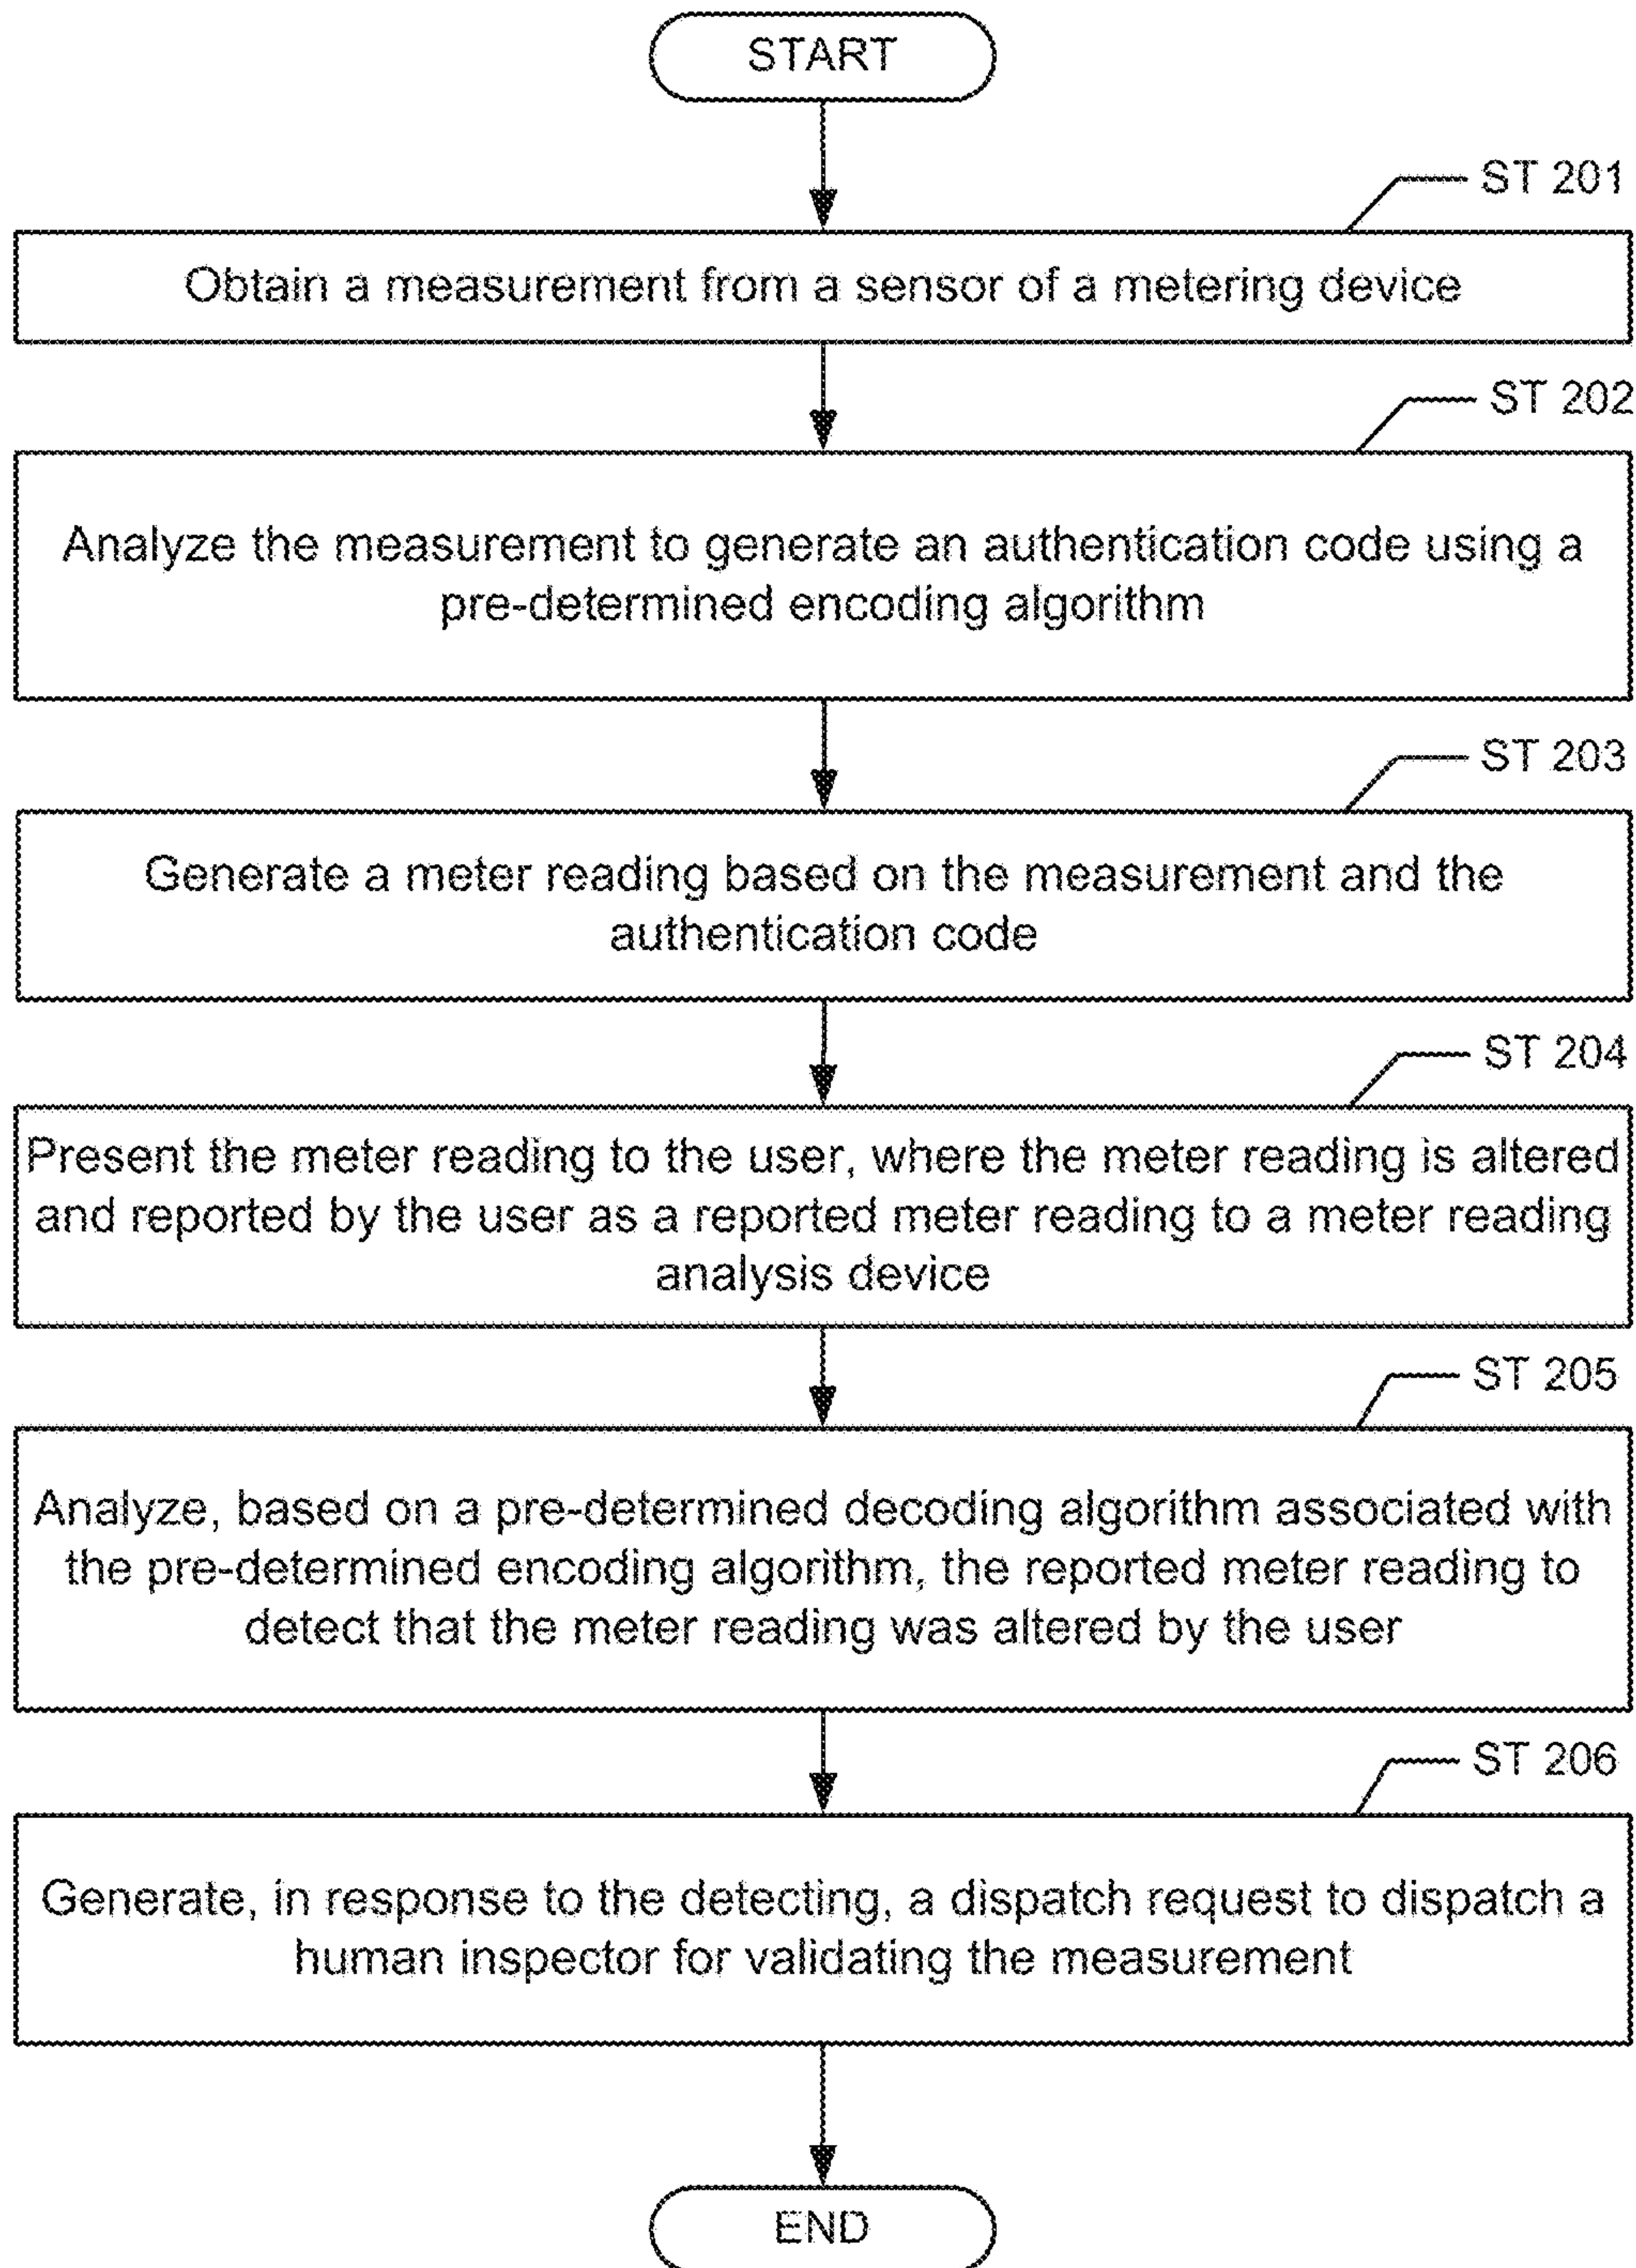 START
ST 201
Obtain a measurement from a sensor of a metering device
ST 202
Analyze the measurement to generate an authentication code using a
pre-determined encoding algorithm
ST 203
Generate a meter reading based on the measurement and the
authentication code
ST 204
Present the meter reading to the user, where the meter reading is altered
and reported by the user as a reported meter reading to a meter reading
analysis device
ST 205
Analyze, based on a pre-determined decoding algorithm associated with
the pre-determined encoding algorithm, the reported meter reading to
detect that the meter reading was altered by the user
ST 206
Generate, in response to the detecting, a dispatch request to dispatch a
human inspector for validating the measurement
END